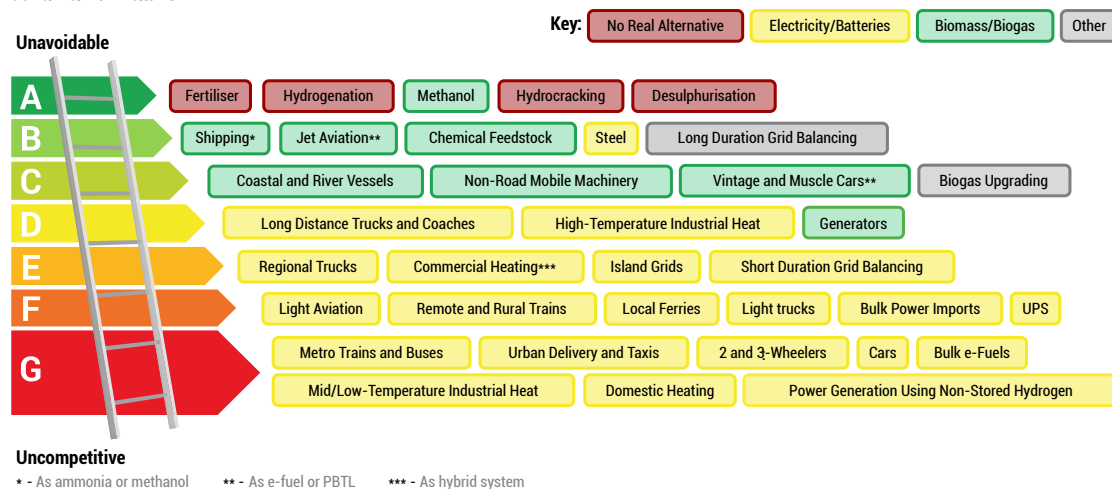 Key: No Real Alternative Electricity/Batteries Biomass/Biogas Other
Unavoidable
A Fertiliser Hydrogenation Methanol Hydrocracking Desulphurisation
B Shipping* Jet Aviation** Chemical Feedstock Steel Long Duration Grid Balancing
C Coastal and River Vessels Non-Road Mobile Machinery Vintage and Muscle Cars** Biogas Upgrading
D Long Distance Trucks and Coaches High-Temperature Industrial Heat Generators
E Regional Trucks Commercial Heating*** Island Grids Short Duration Grid Balancing
F Light Aviation Remote and Rural Trains Local Ferries Light trucks Bulk Power Imports UPS
G Metro Trains and Buses Urban Delivery and Taxis 2 and 3-Wheelers Cars Bulk e-Fuels
Mid/Low-Temperature Industrial Heat Domestic Heating Power Generation Using Non-Stored Hydrogen
Uncompetitive
* - As ammonia or methanol ** - As e-fuel or PBTL *** - As hybrid system